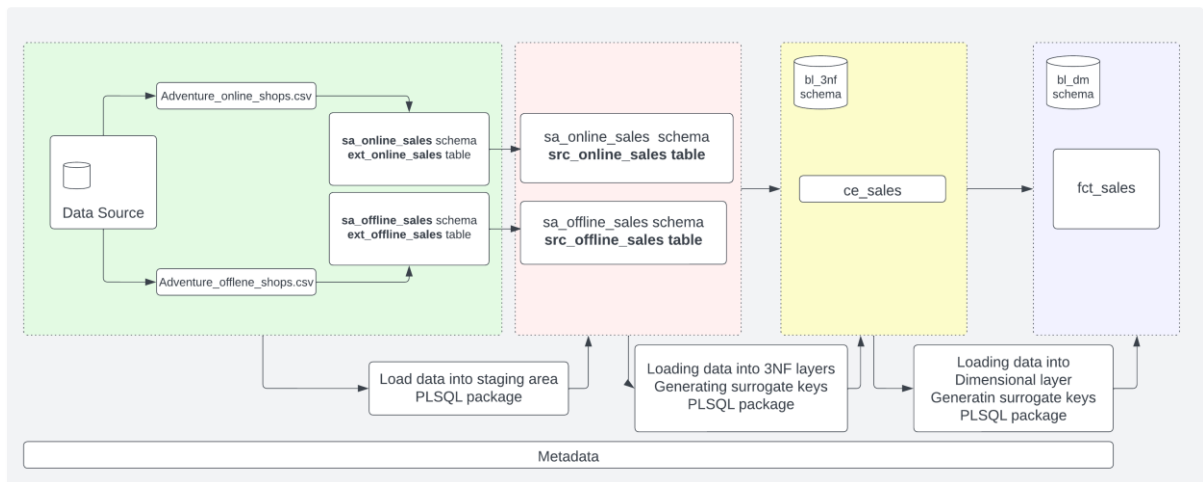 Adventure_online_shops.csv
Data Source
Adventure_offlene_shops.csv
sa_online_sales schema
ext_online_sales table
sa_offline_sales schema
ext_offline_sales table
sa_online_sales schema
src_online_sales table
sa_offline_sales schema
src_offline_sales table
bl_3nf
schema
ce_sales
bl_dm
schema
fct_sales
Load data into staging area
PLSQL package
Loading data into 3NF layers
Generating surrogate keys
PLSQL package
Loading data into
Dimensional layer
Generatin surrogate keys
PLSQL package
Metadata